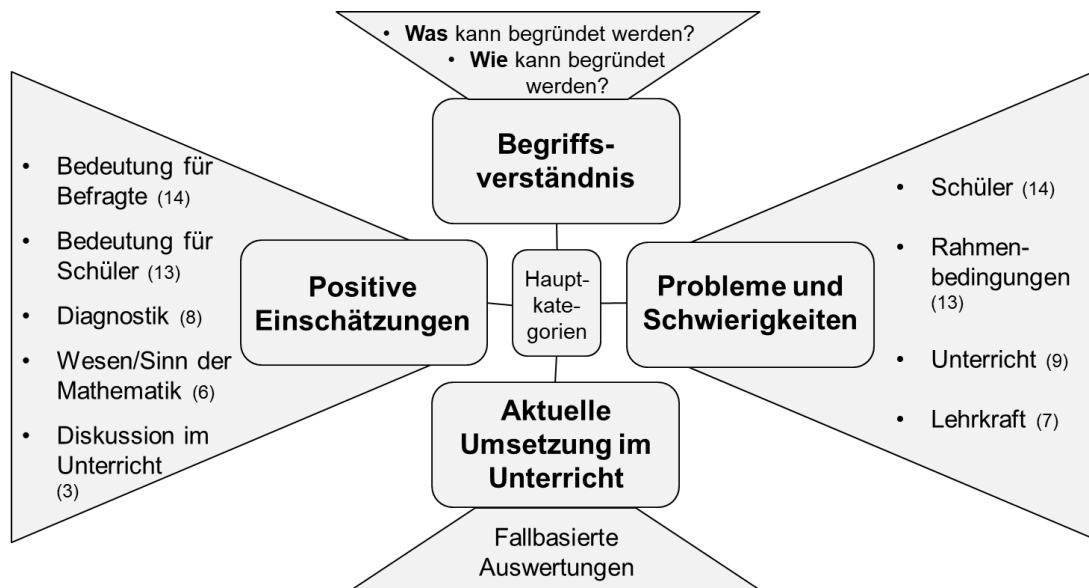 • Was kann begründet werden?
• Wie kann begründet
werden?
Begriffs-
verständnis
• Bedeutung für
Befragte (14)
• Bedeutung für
Schüler (13)
• Diagnostik (8)
• Wesen/Sinn der
Mathematik (6)
• Diskussion im
Unterricht
(3)
Positive
Einschätzungen
Haupt-
kate-
gorien
Probleme und
Schwierigkeiten
• Schüler (14)
• Rahmen-
bedingungen
(13)
• Unterricht (9)
• Lehrkraft (7)
Aktuelle
Umsetzung im
Unterricht
Fallbasierte
Auswertungen